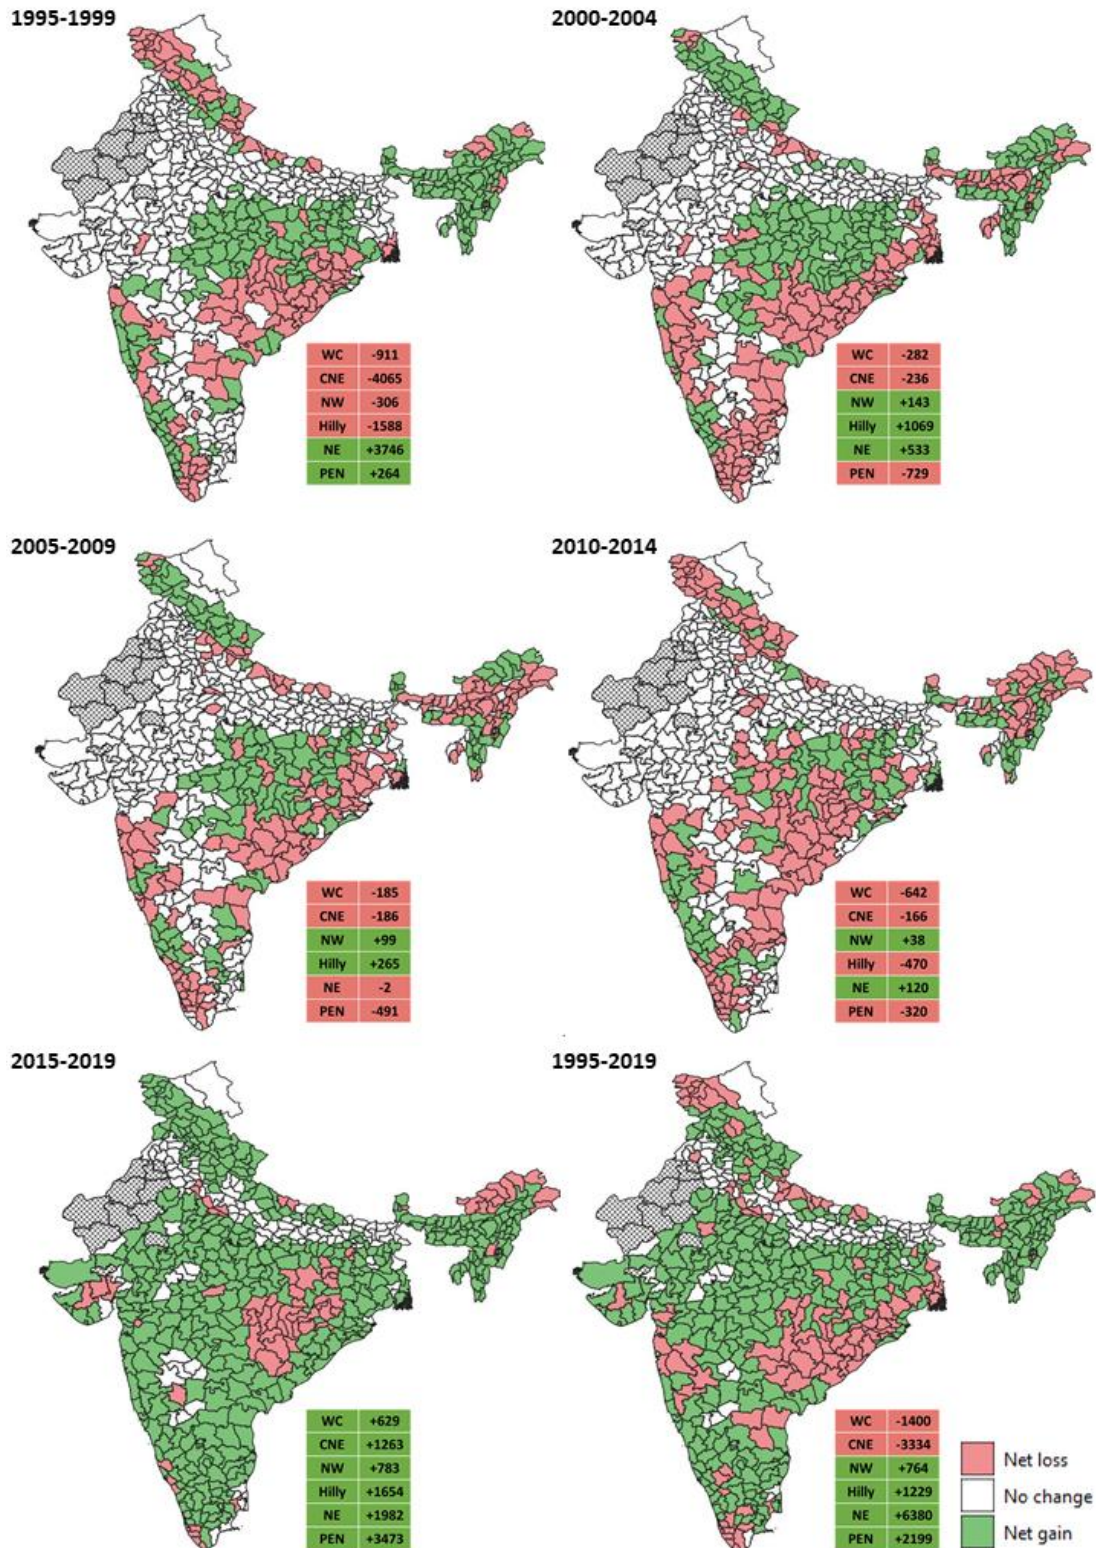 1995-1999
2000-2004
WC -911
CNE -4065
NW -306
Hilly -1588
NE +3746
PEN +264
WC -282
CNE -236
NW +143
Hilly +1069
NE +533
PEN -729
2005-2009
2010-2014
WC -185
CNE -186
NW +99
Hilly +265
NE -2
PEN -491
WC -642
CNE -166
NW +38
Hilly -470
NE +120
PEN -320
2015-2019
1995-2019
WC +629
CNE +1263
NW +783
Hilly +1654
NE +1982
PEN +3473
WC -1400
CNE -3334
NW +764
Hilly +1229
NE +6380
PEN +2199
Net loss
No change
Net gain